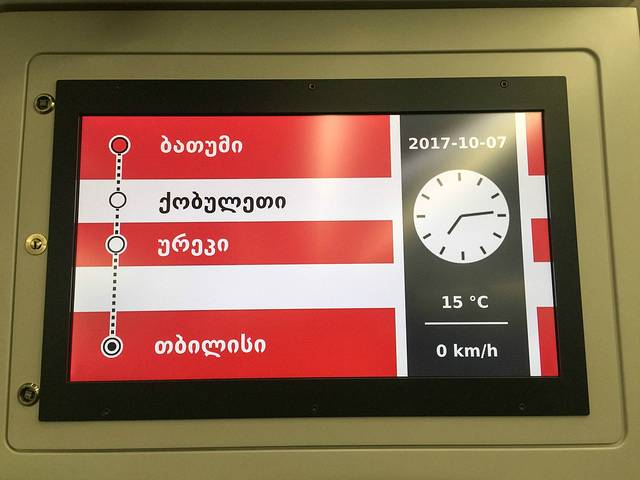 ბათუმი
ქობულეთი
ურეკი
თბილისი
2017-10-07
15 °C
0 km/h